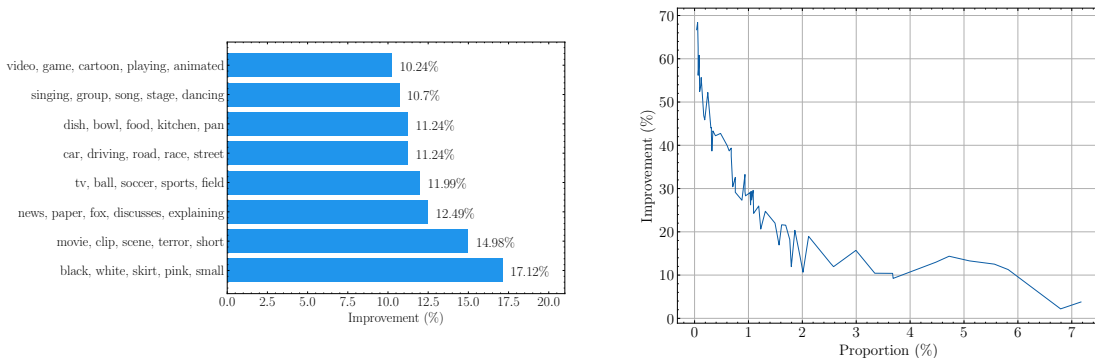 video, game, cartoon, playing, animated 10.24%
singing, group, song, stage, dancing 10.7%
dish, bowl, food, kitchen, pan 11.24%
car, driving, road, race, street 11.24%
tv, ball, soccer, sports, field 11.99%
news, paper, fox, discusses, explaining 12.49%
movie, clip, scene, terror, short 14.98%
black, white, skirt, pink, small 17.12%
0.0 2.5 5.0 7.5 10.0 12.5 15.0 17.5 20.0
Improvement (%)
70
60
50
40
30
20
10
0
Improvement (%)
0 1 2 3 4 5 6 7
Proportion (%)